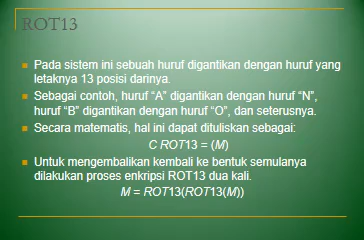 ROT13
Pada sistem ini sebuah huruf digantikan dengan huruf yang
letaknya 13 posisi darinya.
Sebagai contoh, huruf “A” digantikan dengan huruf “N”,
huruf “B” digantikan dengan huruf “O”, dan seterusnya.
Secara matematis, hal ini dapat dituliskan sebagai:
C ROT13 = (M)
Untuk mengembalikan kembali ke bentuk semulanya
dilakukan proses enkripsi ROT13 dua kali.
M = ROT13(ROT13(M))